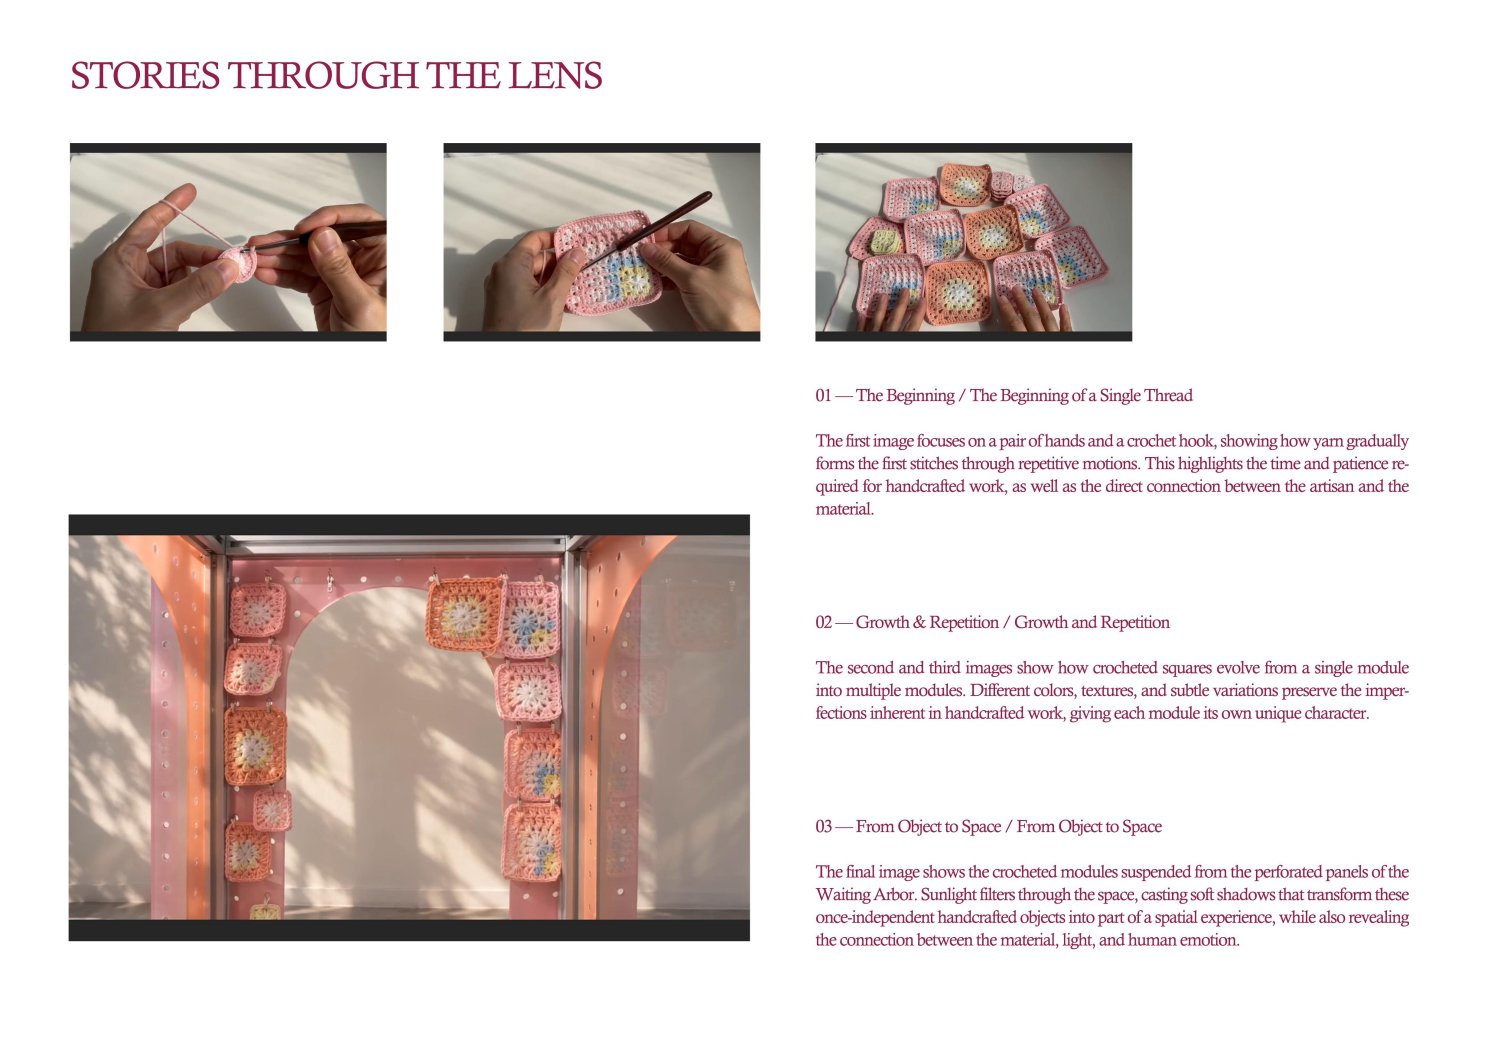 STORIES THROUGH THE LENS
01 — The Beginning / The Beginning of a Single Thread
The first image focuses on a pair of hands and a crochet hook, showing how yarn gradually
forms the first stitches through repetitive motions. This highlights the time and patience re-
quired for handcrafted work, as well as the direct connection between the artisan and the
material.
02 — Growth & Repetition / Growth and Repetition
The second and third images show how crocheted squares evolve from a single module
into multiple modules. Different colors, textures, and subtle variations preserve the imper-
fections inherent in handcrafted work, giving each module its own unique character.
03 — From Object to Space / From Object to Space
The final image shows the crocheted modules suspended from the perforated panels of the
Waiting Arbor. Sunlight filters through the space, casting soft shadows that transform these
once-independent handcrafted objects into part of a spatial experience, while also revealing
the connection between the material, light, and human emotion.